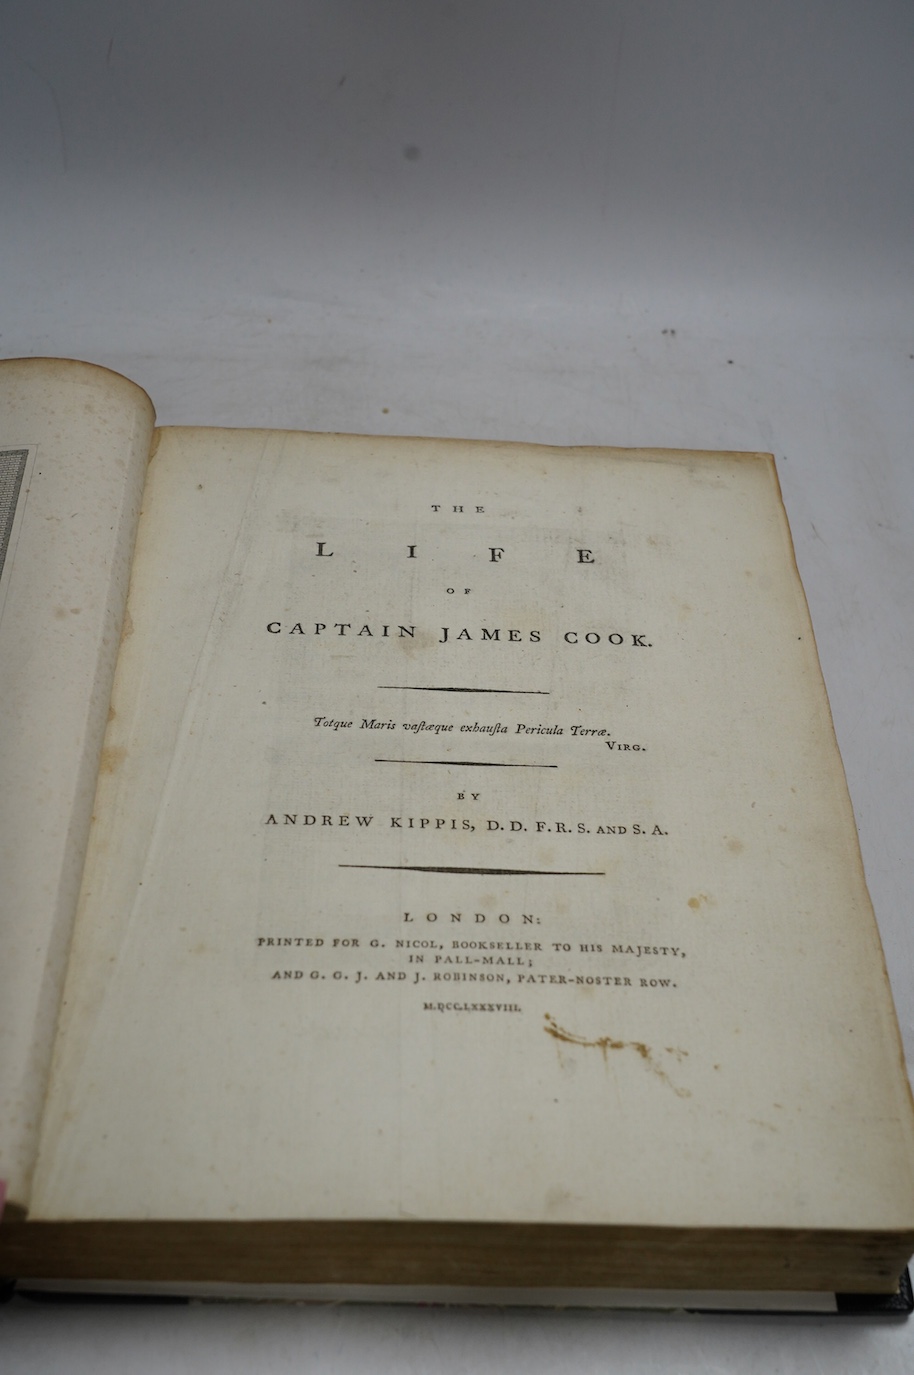 THE
LIFE
OF
CAPTAIN JAMES COOK.
Totque Maris vaſtæque exhauſta Pericula Terræ.
VIRG.
BY
ANDREW KIPPIS, D.D. F.R.S. AND S.A.
LONDON:
PRINTED FOR G. NICOL, BOOKSELLER TO HIS MAJESTY,
IN PALL-MALL;
AND G. G. J. AND J. ROBINSON, PATER-NOSTER ROW.
M.DCC.LXXXVIII.